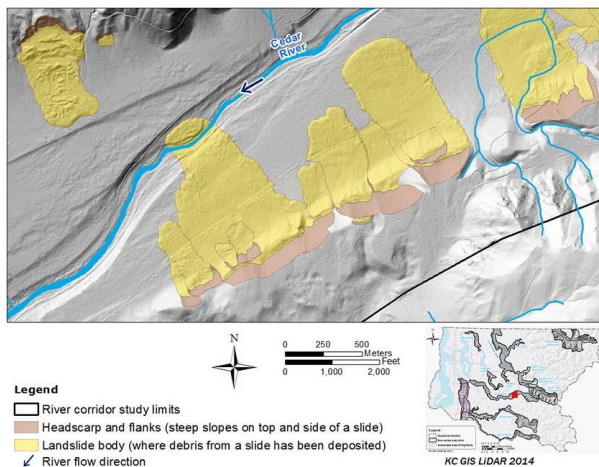 Cedar
River
N
0 250 500
Meters
Feet
0 1,000 2,000
Legend
River corridor study limits
Headscarp and flanks (steep slopes on top and side of a slide)
Landslide body (where debris from a slide has been deposited)
River flow direction
KCGIS LiDAR 2014